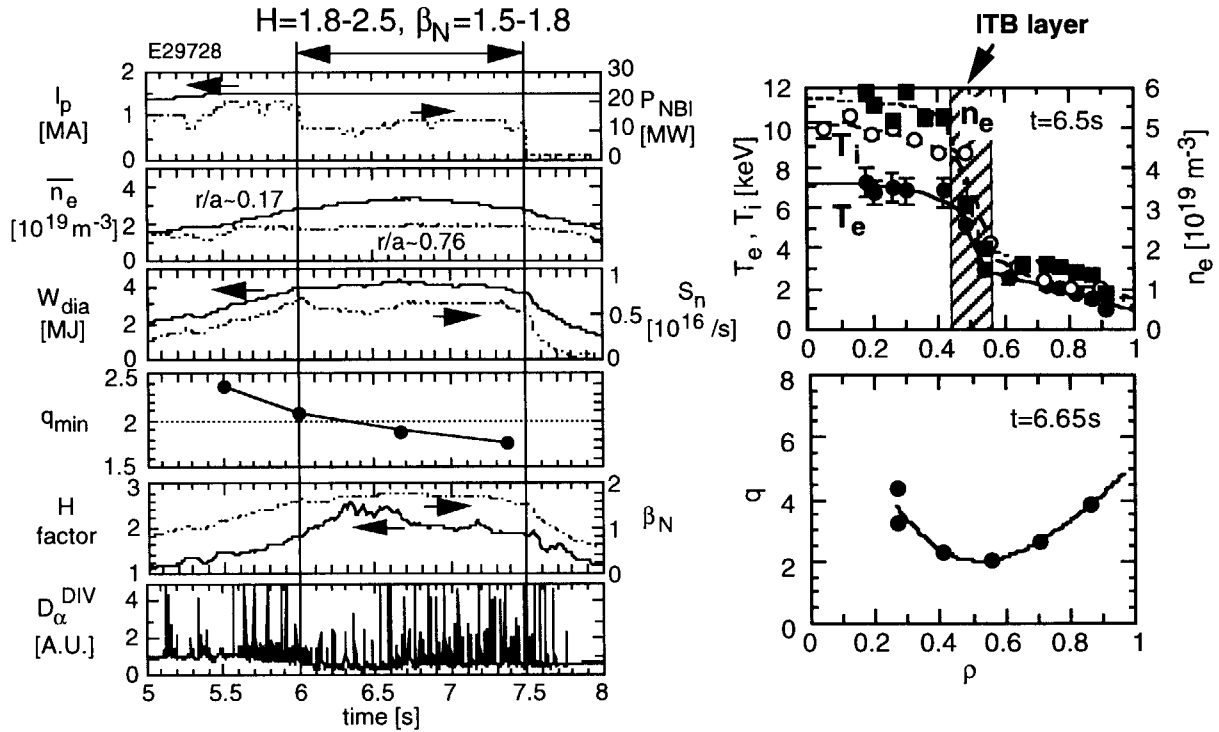 H=1.8-2.5, β_N=1.5-1.8
E29728
2
1
0
I_p
[MA]
30
20
10
0
P_NBI
[MW]
4
2
0
n̅_e
[10^19 m^-3]
r/a~0.17
r/a~0.76
4
2
0
W_dia
[MJ]
1
0.5
0
S_n
[10^16 /s]
2.5
2
1.5
q_min
3
2
1
H
factor
2
1
0
β_N
4
2
0
D_α^DIV
[A.U.]
5 5.5 6 6.5 7 7.5 8
time [s]
ITB layer
12
10
8
6
4
2
0
T_e , T_i [keV]
6
5
4
3
2
1
0
n_e [10^19 m^-3]
t=6.5s
n_e
T_i
T_e
0 0.2 0.4 0.6 0.8 1
8
6
4
2
0
q
t=6.65s
0 0.2 0.4 0.6 0.8 1
ρ